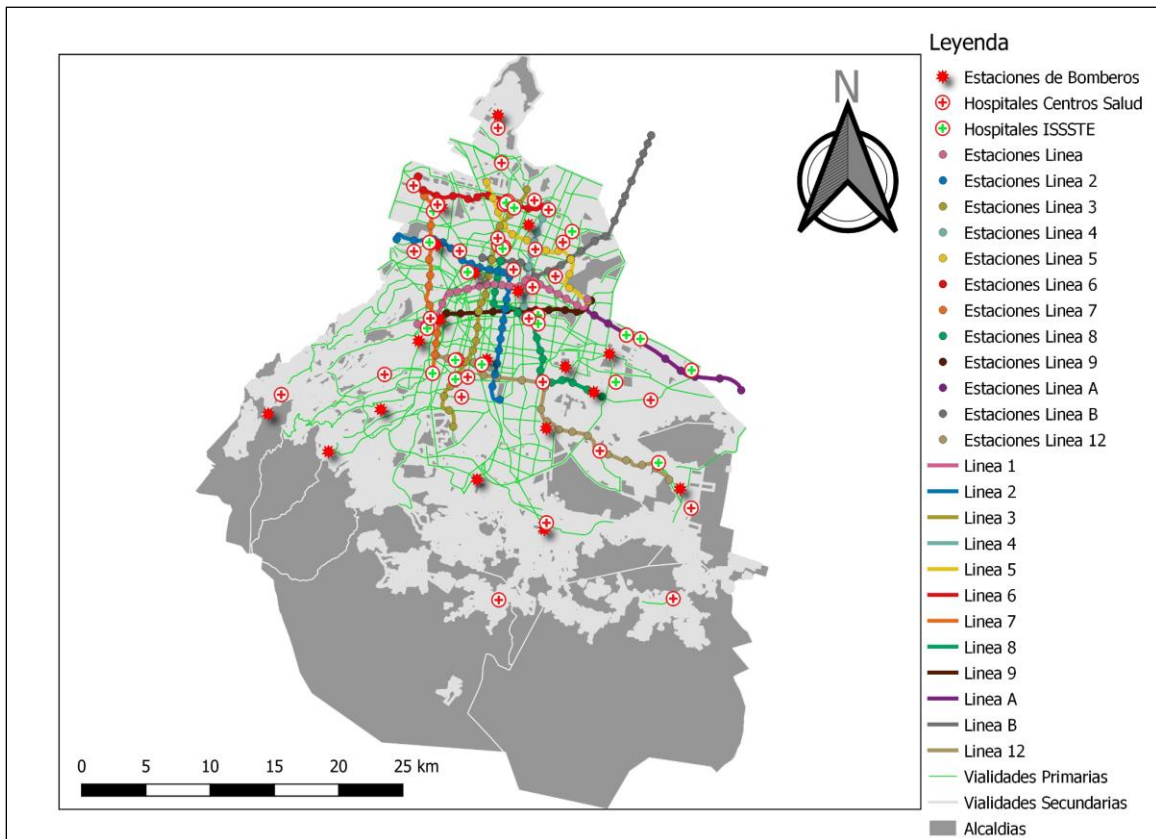 Leyenda
N
Estaciones de Bomberos
Hospitales Centros Salud
Hospitales ISSSTE
Estaciones Linea
Estaciones Linea 2
Estaciones Linea 3
Estaciones Linea 4
Estaciones Linea 5
Estaciones Linea 6
Estaciones Linea 7
Estaciones Linea 8
Estaciones Linea 9
Estaciones Linea A
Estaciones Linea B
Estaciones Linea 12
Linea 1
Linea 2
Linea 3
Linea 4
Linea 5
Linea 6
Linea 7
Linea 8
Linea 9
Linea A
Linea B
Linea 12
Vialidades Primarias
Vialidades Secundarias
Alcaldias
0 5 10 15 20 25 km